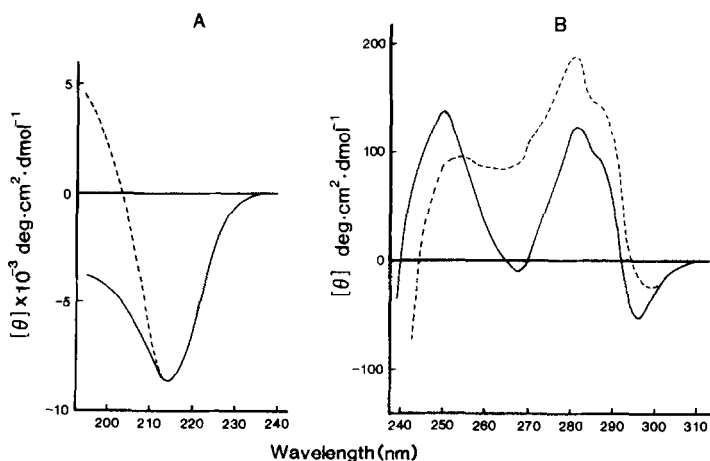 A
B
[θ] ×10⁻³ deg·cm²·dmol⁻¹
5
0
−5
−10
200 210 220 230 240
[θ] deg·cm²·dmol⁻¹
200
100
0
−100
240 250 260 270 280 290 300 310
Wavelength(nm)